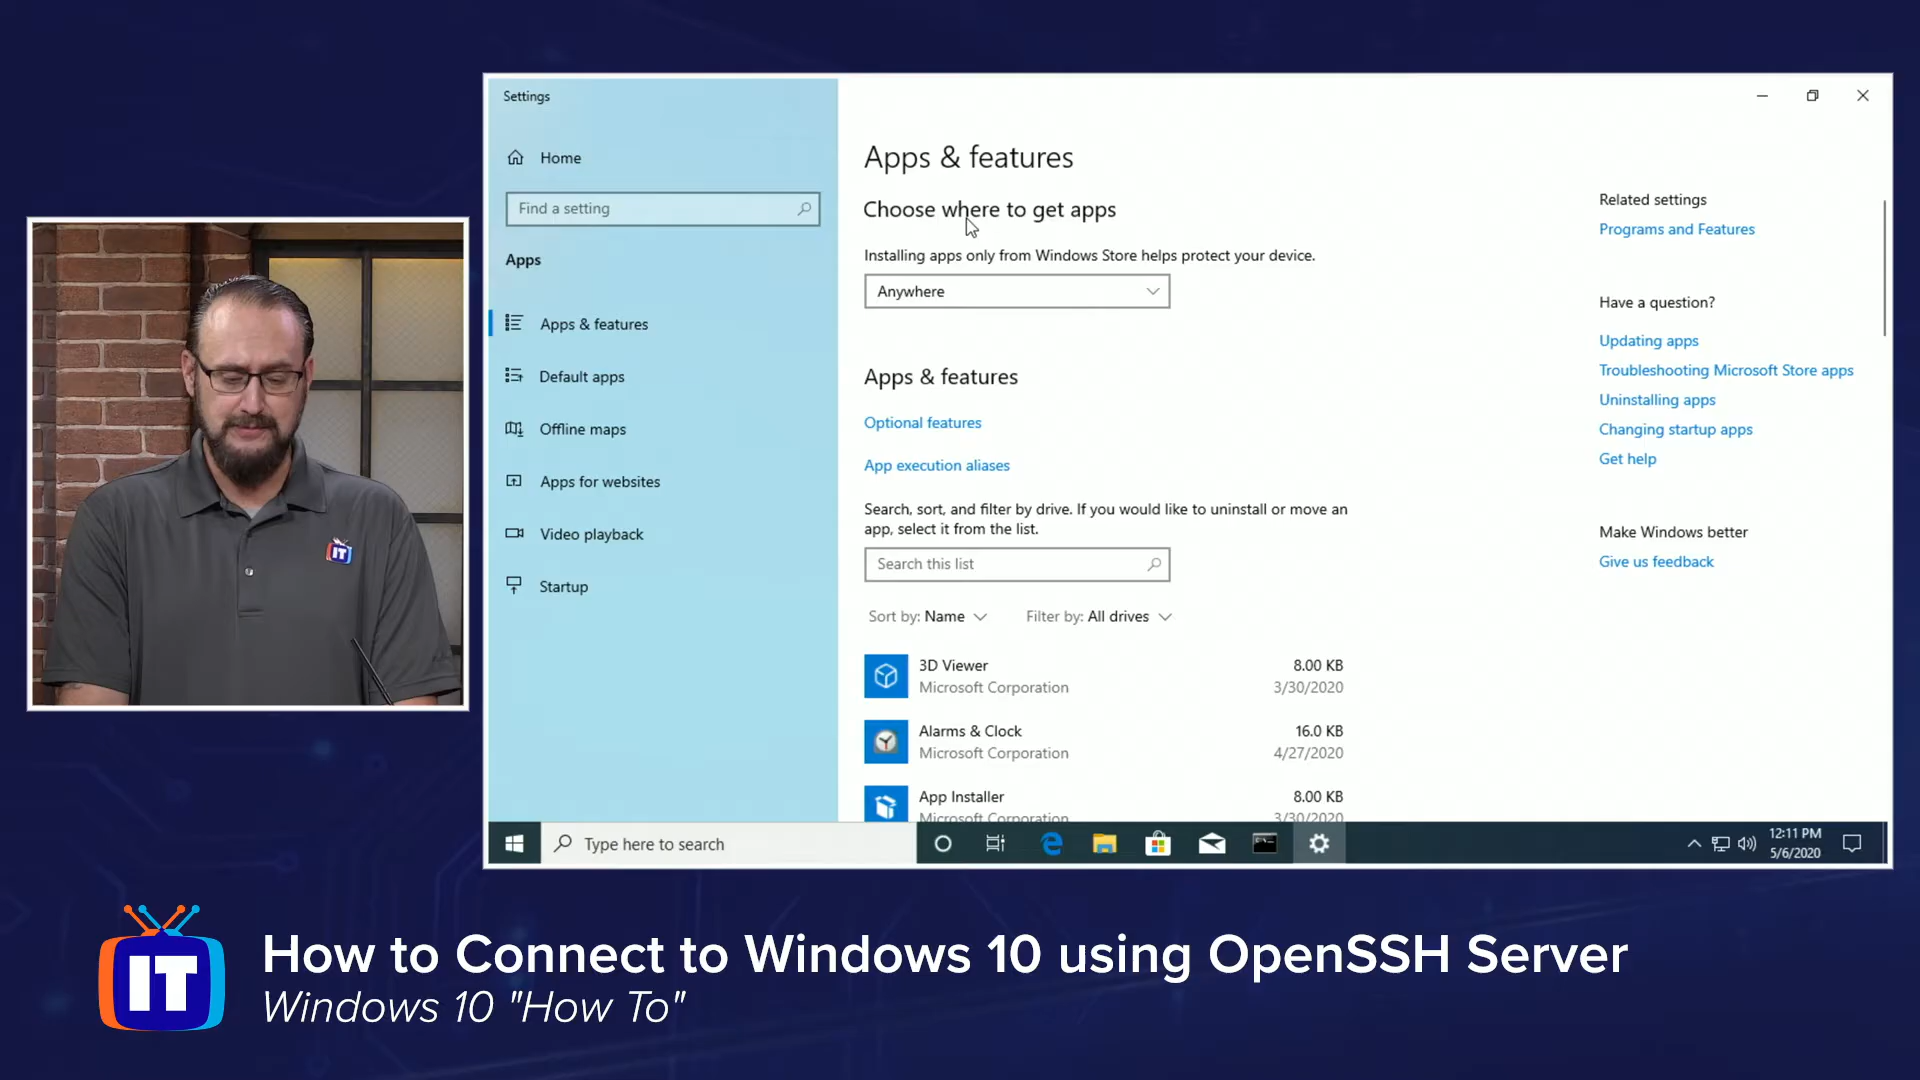 Settings
Home
Find a setting
Apps
Apps & features
Default apps
Offline maps
Apps for websites
Video playback
Startup
Apps & features
Choose where to get apps
Installing apps only from Windows Store helps protect your device.
Anywhere
Apps & features
Optional features
App execution aliases
Search, sort, and filter by drive. If you would like to uninstall or move an
app, select it from the list.
Search this list
Sort by: Name
Filter by: All drives
3D Viewer
8.00 KB
Microsoft Corporation
3/30/2020
Alarms & Clock
16.0 KB
Microsoft Corporation
4/27/2020
App Installer
8.00 KB
Microsoft Corporation
3/30/2020
Related settings
Programs and Features
Have a question?
Updating apps
Troubleshooting Microsoft Store apps
Uninstalling apps
Changing startup apps
Get help
Make Windows better
Give us feedback
Type here to search
12:11 PM
5/6/2020
IT
IT
How to Connect to Windows 10 using OpenSSH Server
Windows 10 "How To"